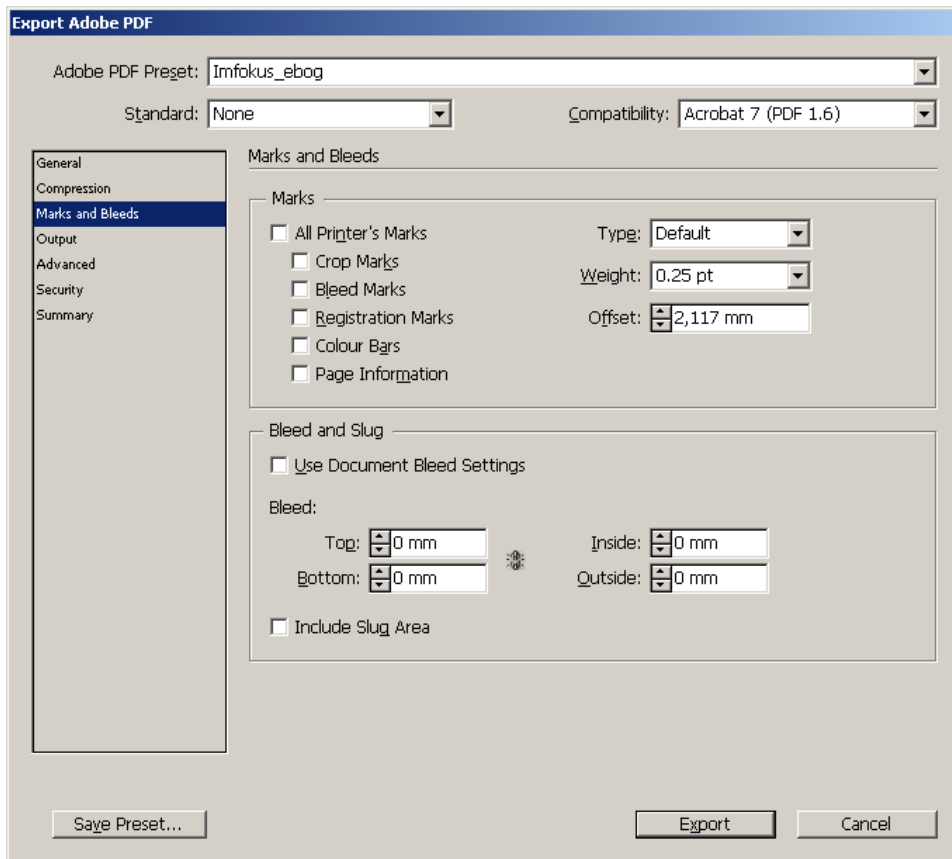 Export Adobe PDF
Adobe PDF Preset: Imfokus_ebog
Standard: None Compatibility: Acrobat 7 (PDF 1.6)
General
Compression
Marks and Bleeds
Output
Advanced
Security
Summary
Marks and Bleeds
Marks
All Printer's Marks
Crop Marks
Bleed Marks
Registration Marks
Colour Bars
Page Information
Type: Default
Weight: 0.25 pt
Offset: 2,117 mm
Bleed and Slug
Use Document Bleed Settings
Bleed:
Top: 0 mm Inside: 0 mm
Bottom: 0 mm Outside: 0 mm
Include Slug Area
Save Preset... Export Cancel